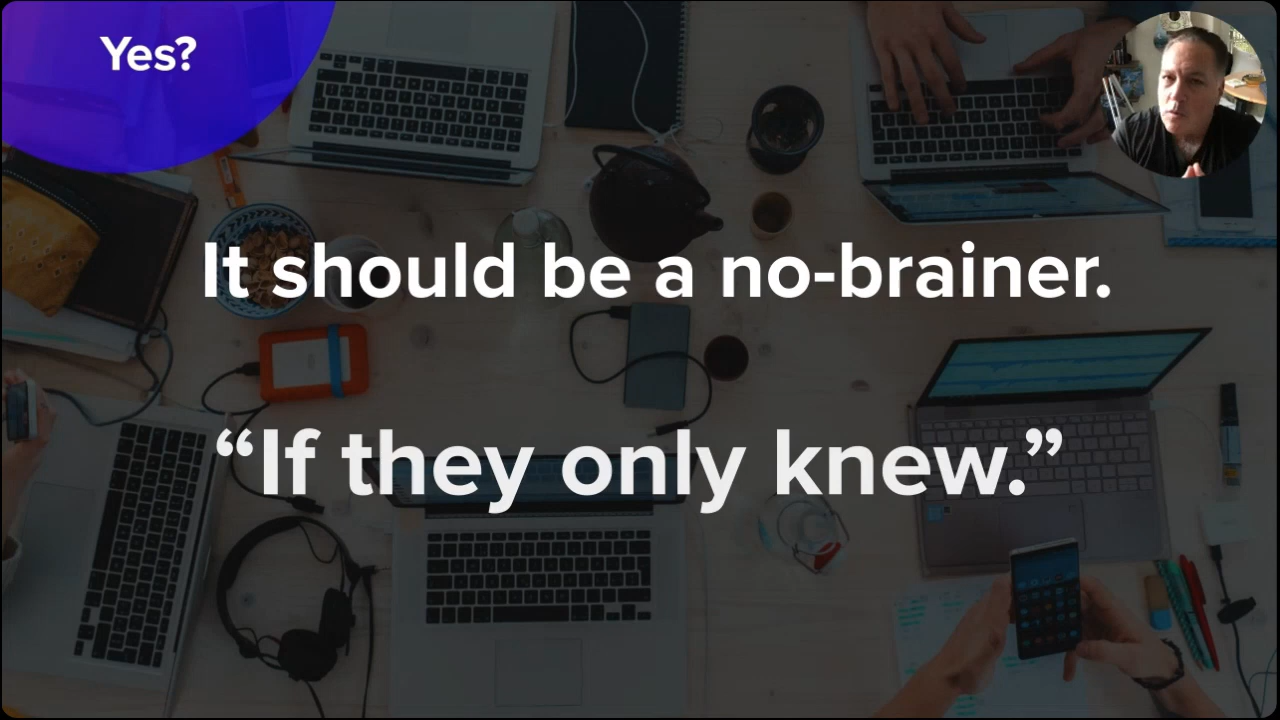 Yes?
It should be a no-brainer.
“If they only knew.”